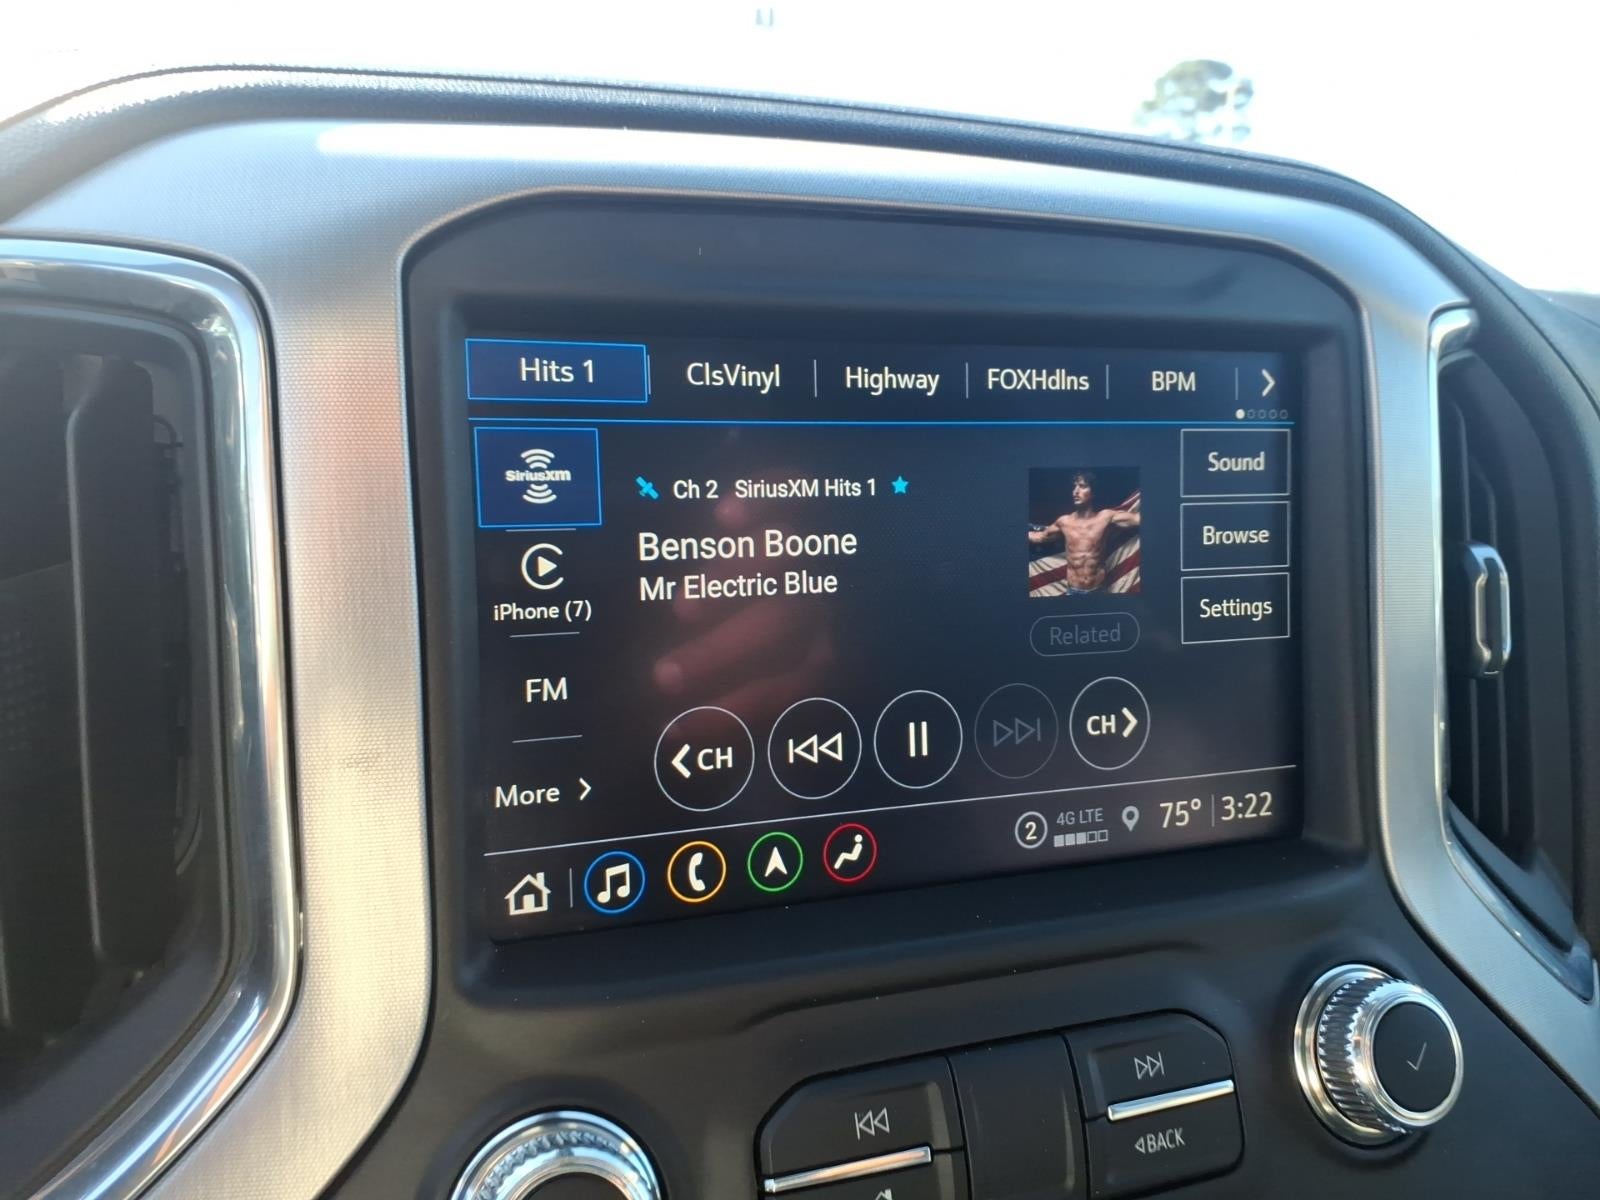 Hits 1
ClsVinyl
Highway
FOXHdlns
BPM
SiriusXM
Ch 2 SiriusXM Hits 1
Benson Boone
Mr Electric Blue
Related
Sound
Browse
Settings
iPhone (7)
FM
More
CH
CH
2
4G LTE
75°
3:22
BACK